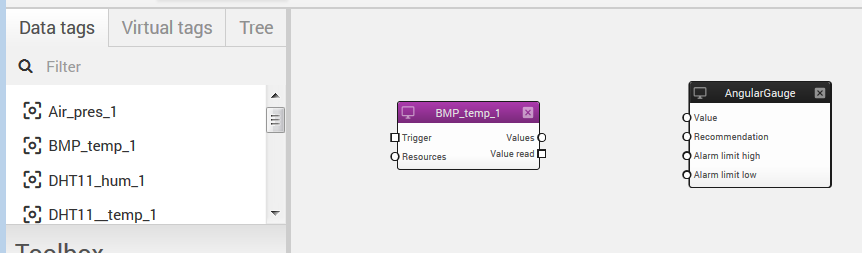 Data tags
Virtual tags
Tree
Filter
Air_pres_1
BMP_temp_1
DHT11_hum_1
DHT11__temp_1
Toolbox
BMP_temp_1
Trigger
Values
Resources
Value read
AngularGauge
Value
Recommendation
Alarm limit high
Alarm limit low